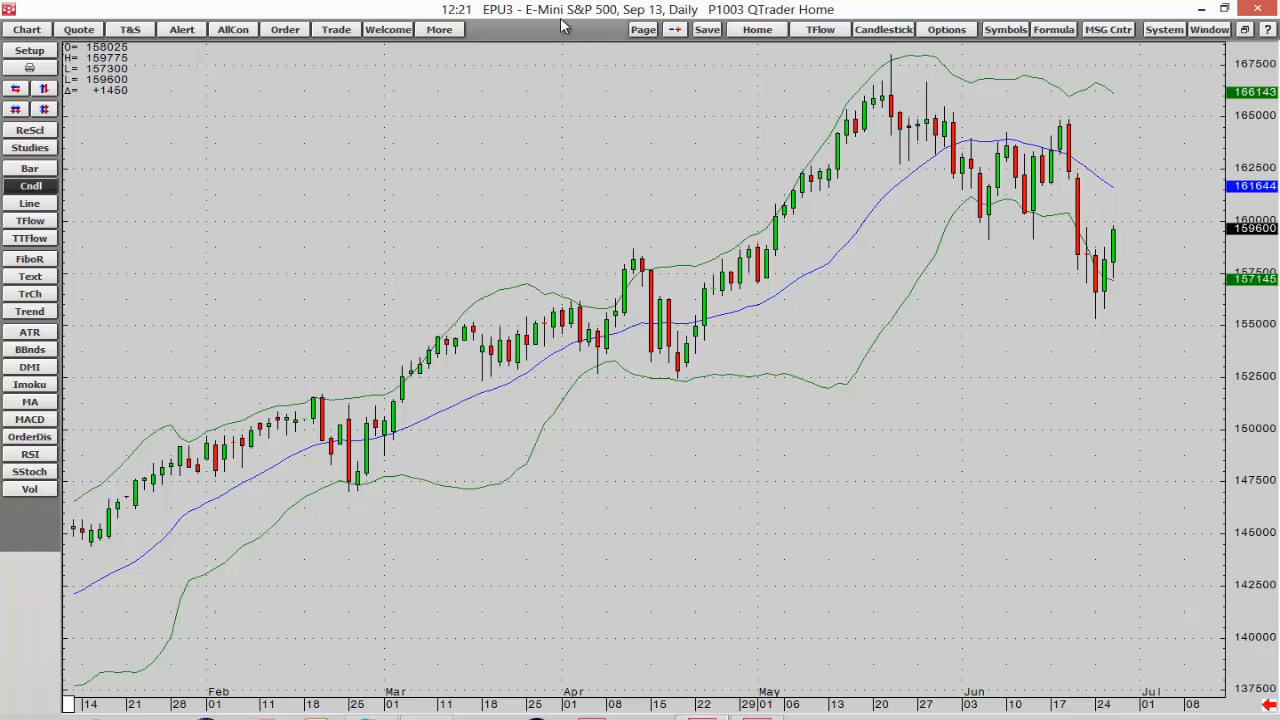 12:21 EPU3 - E-Mini S&P 500, Sep 13, Daily P1003 QTrader Home
Chart Quote T&S Alert AllCon Order Trade Welcome More Page Save Home TFlow Candlestick Options Symbols Formula MSG Cntr System Window ?
Setup
ReScl
Studies
Bar
Cndl
Line
TFlow
TTFlow
FiboR
Text
TrCh
Trend
ATR
BBnds
DMI
Imoku
MA
MACD
OrderDis
RSI
SStoch
Vol
O= 158025
H= 159775
L= 157300
L= 159600
Δ= +1450
167500
166143
165000
162500
161644
160000
159600
157500
157145
155000
152500
150000
147500
145000
142500
140000
137500
Feb Mar Apr May Jun Jul
14 21 28 11 18 25 11 18 25 01 08 15 22 29 06 13 20 27 03 10 17 24 01 08